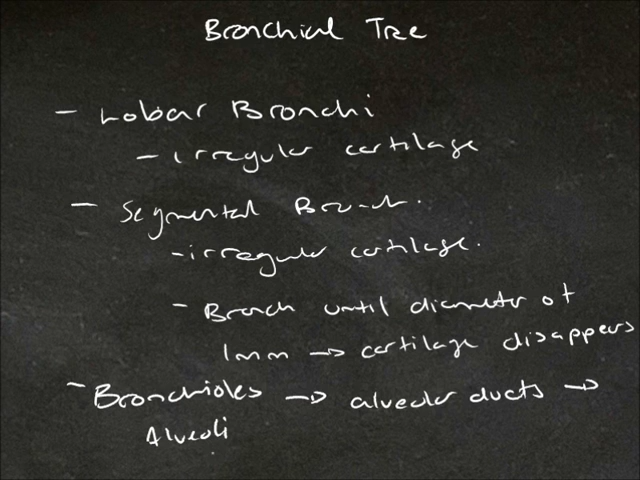 Bronchial Tree
- Lobar Bronchi
- irregular cartilage
- Segmental Bronchi.
- irregular cartilage.
- Branch until diameter of
1mm → cartilage disappears
- Bronchioles → alveolar ducts →
Alveoli